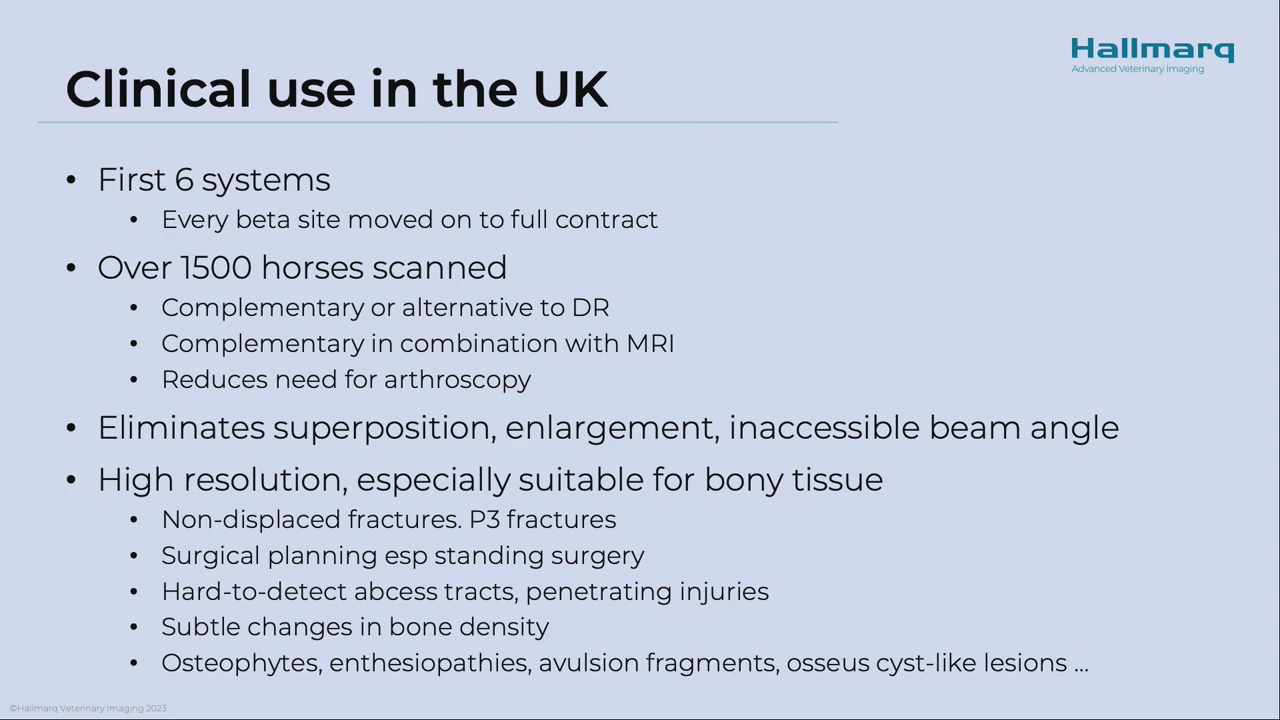 Hallmarq
Advanced Veterinary Imaging
Clinical use in the UK
• First 6 systems
• Every beta site moved on to full contract
• Over 1500 horses scanned
• Complementary or alternative to DR
• Complementary in combination with MRI
• Reduces need for arthroscopy
• Eliminates superposition, enlargement, inaccessible beam angle
• High resolution, especially suitable for bony tissue
• Non-displaced fractures. P3 fractures
• Surgical planning esp standing surgery
• Hard-to-detect abcess tracts, penetrating injuries
• Subtle changes in bone density
• Osteophytes, enthesiopathies, avulsion fragments, osseus cyst-like lesions ...
©Hallmarq Veterinary Imaging 2023